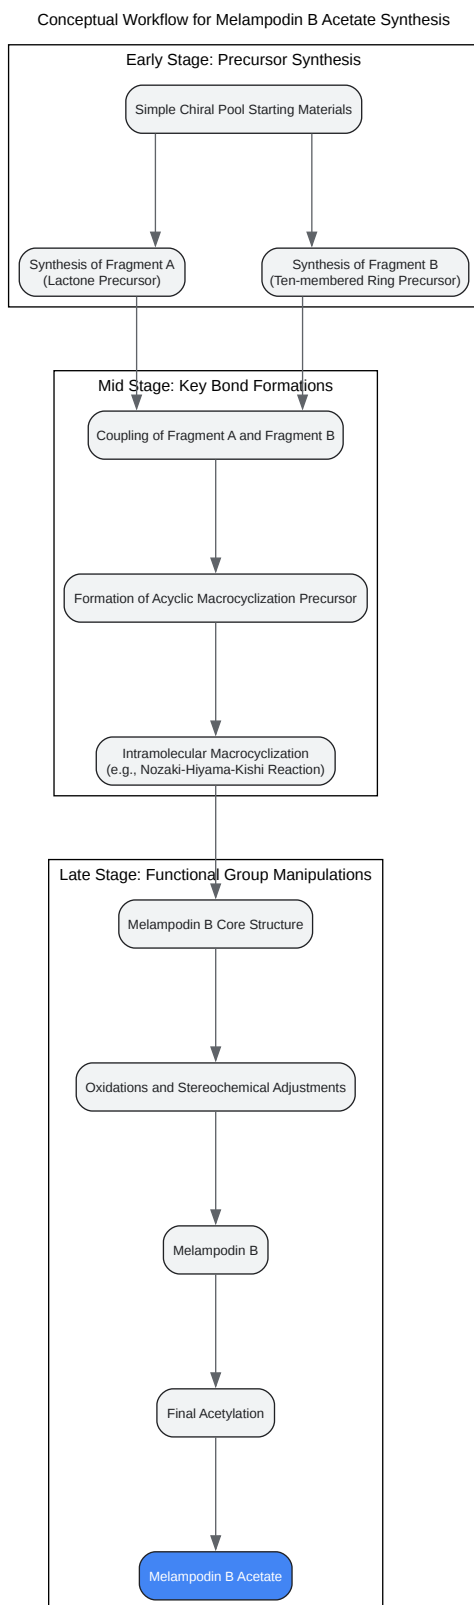 Conceptual Workflow for Melampodin B Acetate Synthesis
Early Stage: Precursor Synthesis
Simple Chiral Pool Starting Materials
Synthesis of Fragment A
(Lactone Precursor)
Synthesis of Fragment B
(Ten-membered Ring Precursor)
Mid Stage: Key Bond Formations
Coupling of Fragment A and Fragment B
Formation of Acyclic Macrocyclization Precursor
Intramolecular Macrocyclization
(e.g., Nozaki-Hiyama-Kishi Reaction)
Late Stage: Functional Group Manipulations
Melampodin B Core Structure
Oxidations and Stereochemical Adjustments
Melampodin B
Final Acetylation
Melampodin B Acetate